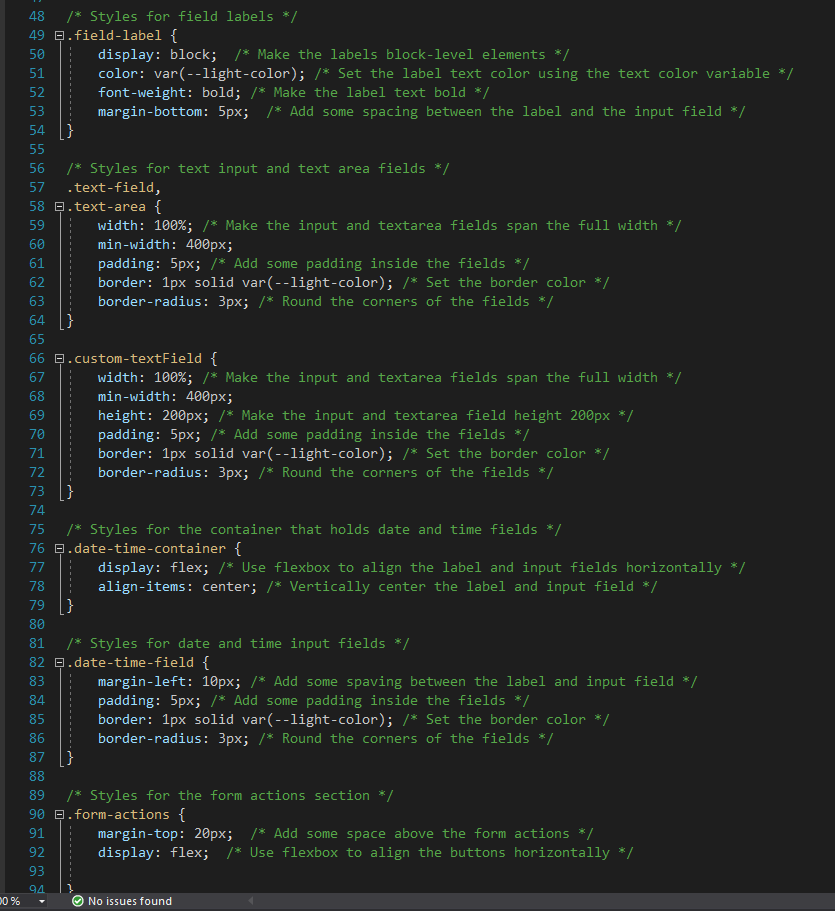 48 /* Styles for field labels */
49 .field-label {
50 display: block; /* Make the labels block-level elements */
51 color: var(--light-color); /* Set the label text color using the text color variable */
52 font-weight: bold; /* Make the label text bold */
53 margin-bottom: 5px; /* Add some spacing between the label and the input field */
54 }
55
56 /* Styles for text input and text area fields */
57 .text-field,
58 .text-area {
59 width: 100%; /* Make the input and textarea fields span the full width */
60 min-width: 400px;
61 padding: 5px; /* Add some padding inside the fields */
62 border: 1px solid var(--light-color); /* Set the border color */
63 border-radius: 3px; /* Round the corners of the fields */
64 }
65
66 .custom-textField {
67 width: 100%; /* Make the input and textarea fields span the full width */
68 min-width: 400px;
69 height: 200px; /* Make the input and textarea field height 200px */
70 padding: 5px; /* Add some padding inside the fields */
71 border: 1px solid var(--light-color); /* Set the border color */
72 border-radius: 3px; /* Round the corners of the fields */
73 }
74
75 /* Styles for the container that holds date and time fields */
76 .date-time-container {
77 display: flex; /* Use flexbox to align the label and input fields horizontally */
78 align-items: center; /* Vertically center the label and input field */
79 }
80
81 /* Styles for date and time input fields */
82 .date-time-field {
83 margin-left: 10px; /* Add some spaving between the label and input field */
84 padding: 5px; /* Add some padding inside the fields */
85 border: 1px solid var(--light-color); /* Set the border color */
86 border-radius: 3px; /* Round the corners of the fields */
87 }
88
89 /* Styles for the form actions section */
90 .form-actions {
91 margin-top: 20px; /* Add some space above the form actions */
92 display: flex; /* Use flexbox to align the buttons horizontally */
93
94 }
No issues found